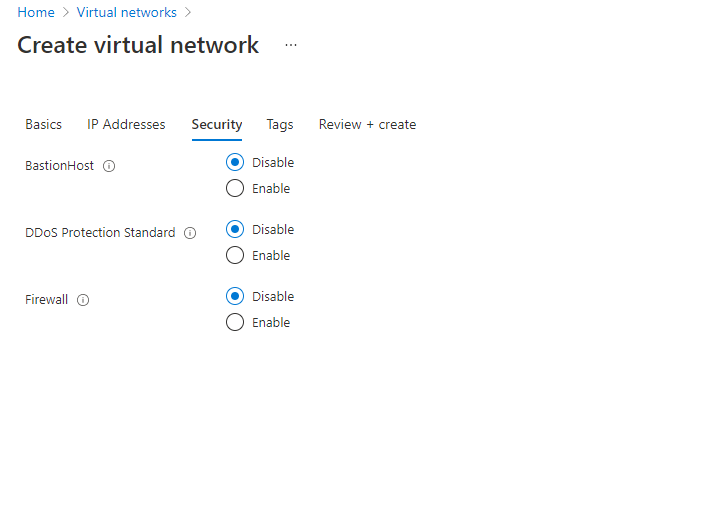 Home > Virtual networks >
Create virtual network ...
Basics IP Addresses Security Tags Review + create
BastionHost Disable
Enable
DDoS Protection Standard Disable
Enable
Firewall Disable
Enable